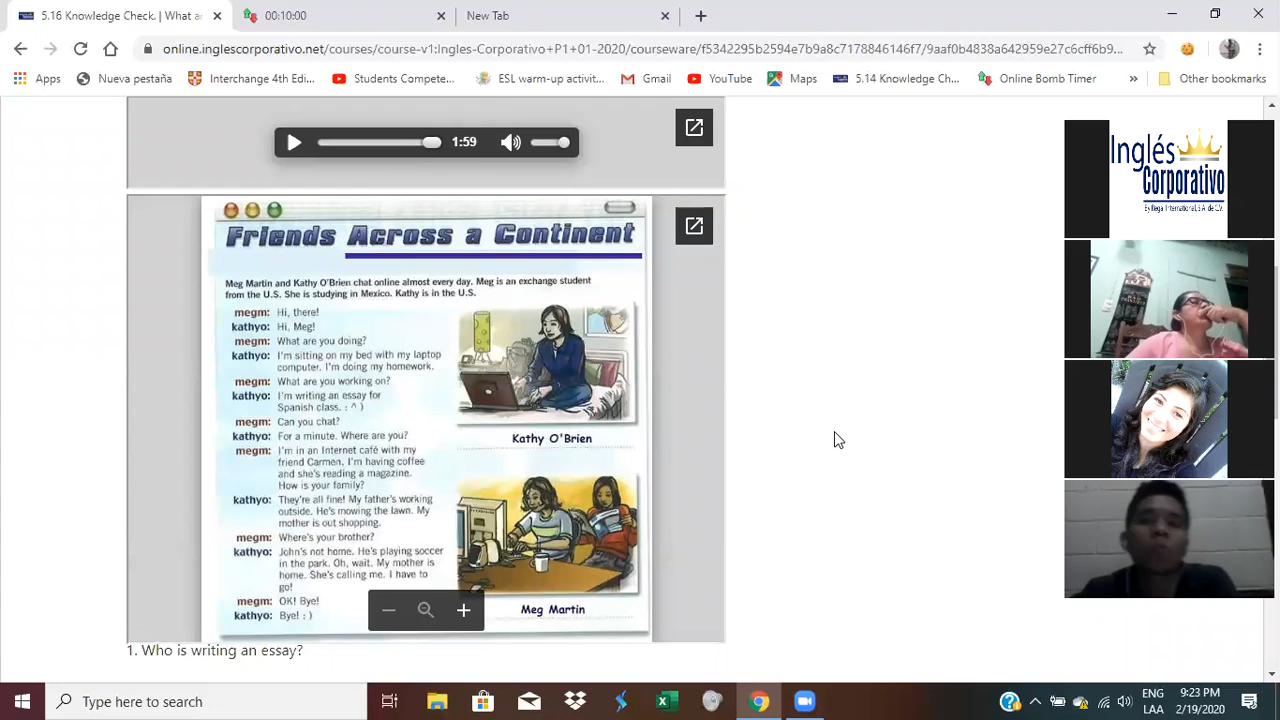 5.16 Knowledge Check. | What a
00:10:00
New Tab
online.inglescorporativo.net/courses/course-v1:Ingles-Corporativo+P1+01-2020/courseware/f5342295b2594e7b9a8c7178846146f7/9aaf0b4838a642959e27c6cff6b9...
Apps
Nueva pestaña
Interchange 4th Edi...
Students Compete...
ESL warm-up activit...
Gmail
YouTube
Maps
5.14 Knowledge Ch...
Online Bomb Timer
»
Other bookmarks
1:59
Friends Across a Continent
Meg Martin and Kathy O'Brien chat online almost every day. Meg is an exchange student
from the U.S. She is studying in Mexico. Kathy is in the U.S.
megm: Hi, there!
kathyo: Hi, Meg!
megm: What are you doing?
kathyo: I'm sitting on my bed with my laptop
computer. I'm doing my homework.
megm: What are you working on?
kathyo: I'm writing an essay for
Spanish class. : ^ )
megm: Can you chat?
kathyo: For a minute. Where are you?
megm: I'm in an Internet café with my
friend Carmen. I'm having coffee
and she's reading a magazine.
How is your family?
kathyo: They're all fine! My father's working
outside. He's mowing the lawn. My
mother is out shopping.
megm: Where's your brother?
kathyo: John's not home. He's playing soccer
in the park. Oh, wait. My mother is
home. She's calling me. I have to
go!
megm: OK! Bye!
kathyo: Bye! : )
Kathy O'Brien
Meg Martin
1. Who is writing an essay?
Inglés
Corporativo
By Ilega International, S.A. de C.V.
Type here to search
ENG
LAA
9:23 PM
2/19/2020